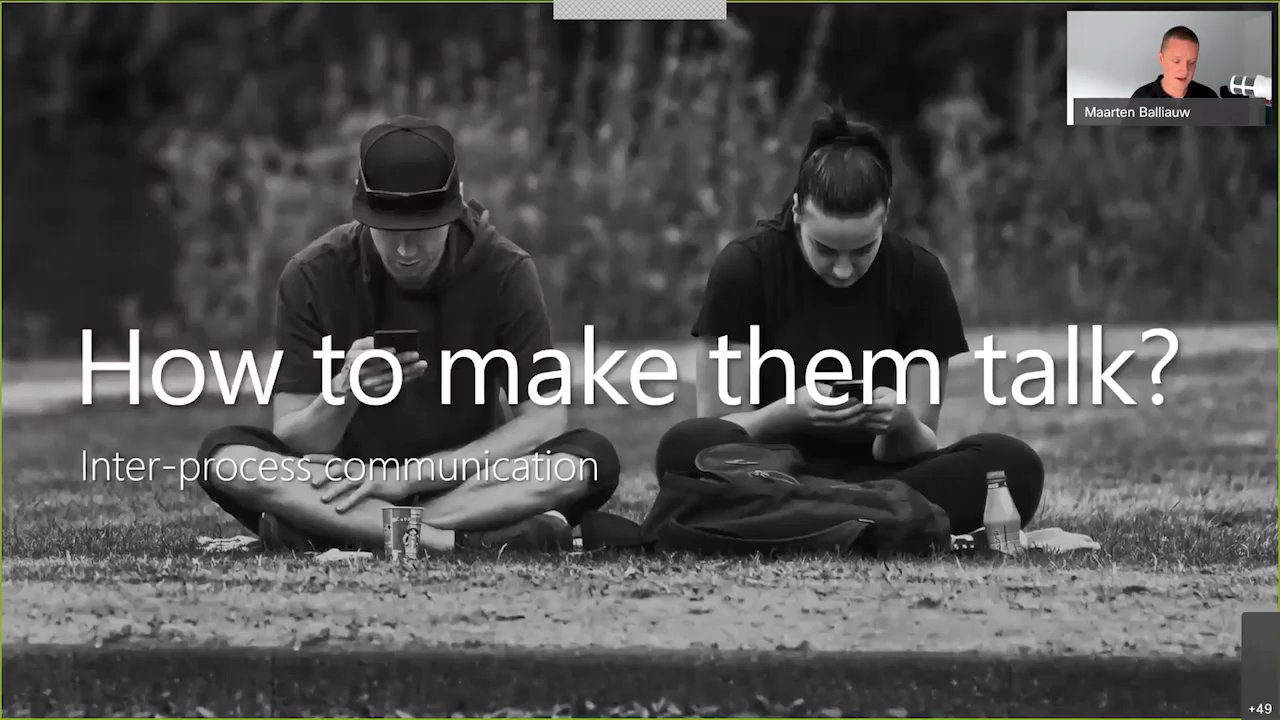 Maarten Balliauw
How to make them talk?
Inter-process communication
+49